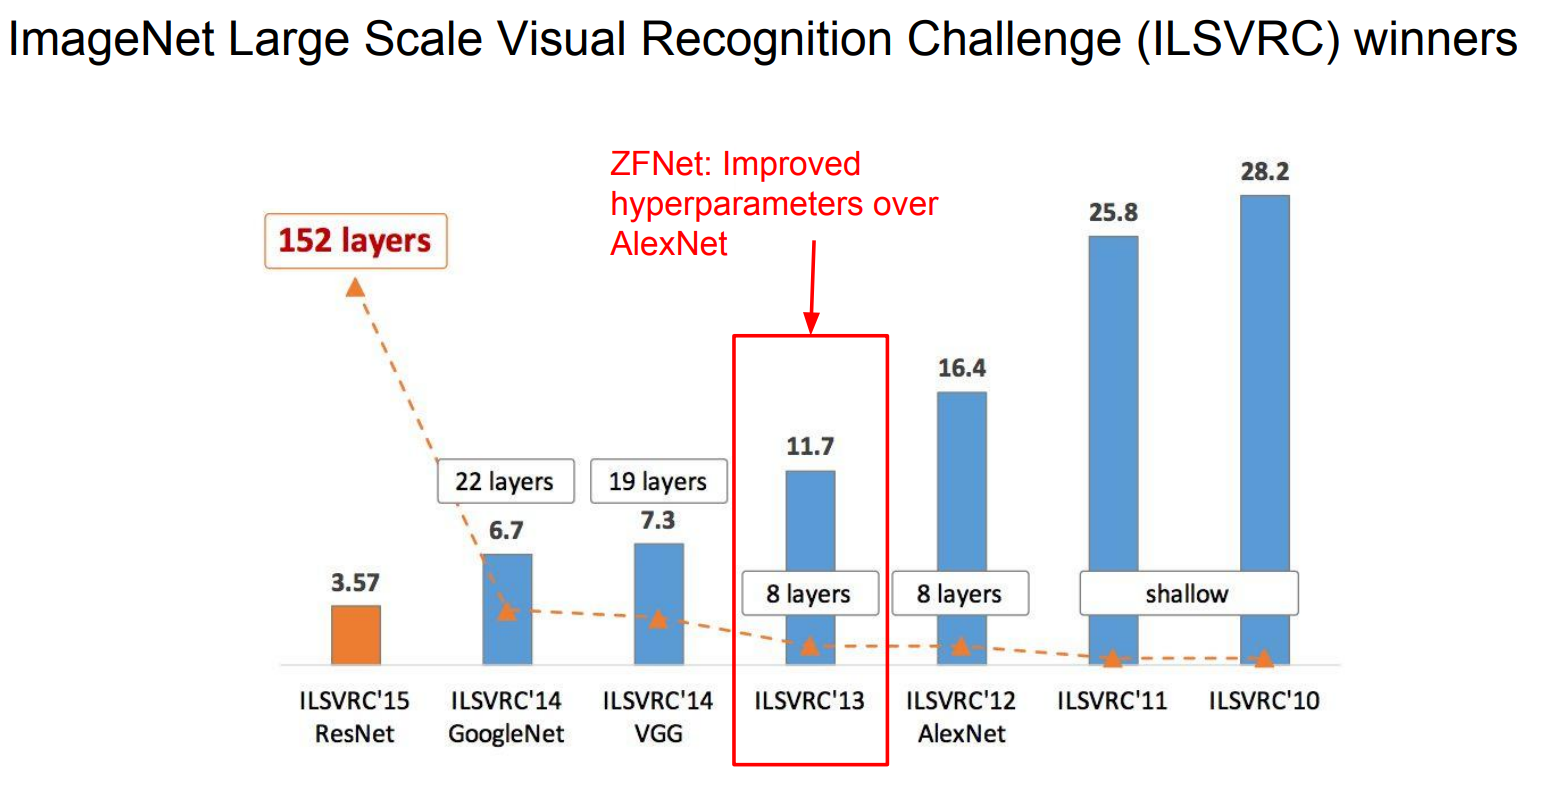 ImageNet Large Scale Visual Recognition Challenge (ILSVRC) winners
ZFNet: Improved
hyperparameters over
AlexNet
28.2
25.8
152 layers
16.4
11.7
22 layers
19 layers
6.7
7.3
3.57
8 layers
8 layers
shallow
ILSVRC'15
ResNet
ILSVRC'14
GoogleNet
ILSVRC'14
VGG
ILSVRC'13
ILSVRC'12
AlexNet
ILSVRC'11
ILSVRC'10